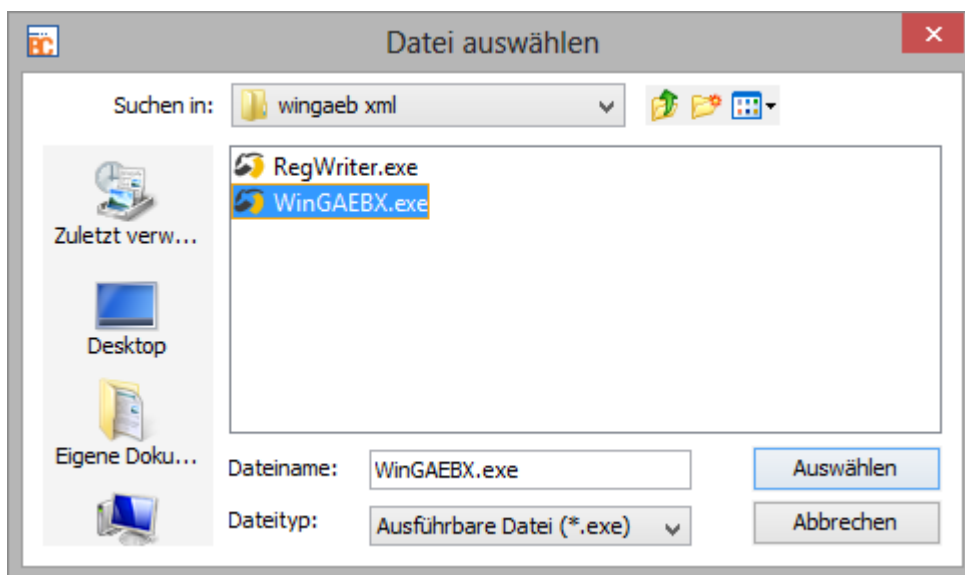 BC
Datei auswählen
Suchen in:
wingaeb xml
RegWriter.exe
WinGAEBX.exe
Zuletzt verw...
Desktop
Eigene Doku...
Dateiname:
WinGAEBX.exe
Auswählen
Dateityp:
Ausführbare Datei (*.exe)
Abbrechen